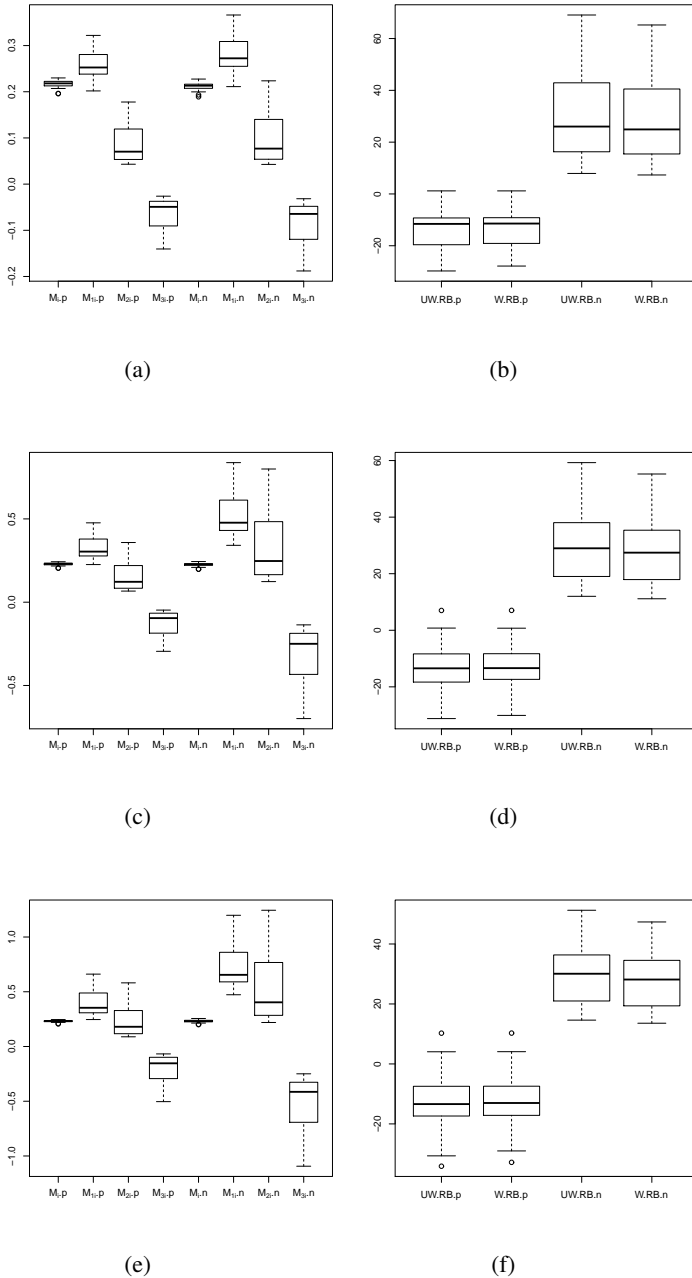 0.3
0.2
0.1
0.0
−0.1
−0.2
Mᵢ.p M₁ᵢ.p M₂ᵢ.p M₃ᵢ.p Mᵢ.n M₁ᵢ.n M₂ᵢ.n M₃ᵢ.n
(a)
60
40
20
0
−20
UW.RB.p W.RB.p UW.RB.n W.RB.n
(b)
0.5
0.0
−0.5
Mᵢ.p M₁ᵢ.p M₂ᵢ.p M₃ᵢ.p Mᵢ.n M₁ᵢ.n M₂ᵢ.n M₃ᵢ.n
(c)
60
40
20
0
−20
UW.RB.p W.RB.p UW.RB.n W.RB.n
(d)
1.0
0.5
0.0
−0.5
−1.0
Mᵢ.p M₁ᵢ.p M₂ᵢ.p M₃ᵢ.p Mᵢ.n M₁ᵢ.n M₂ᵢ.n M₃ᵢ.n
(e)
40
20
0
−20
UW.RB.p W.RB.p UW.RB.n W.RB.n
(f)